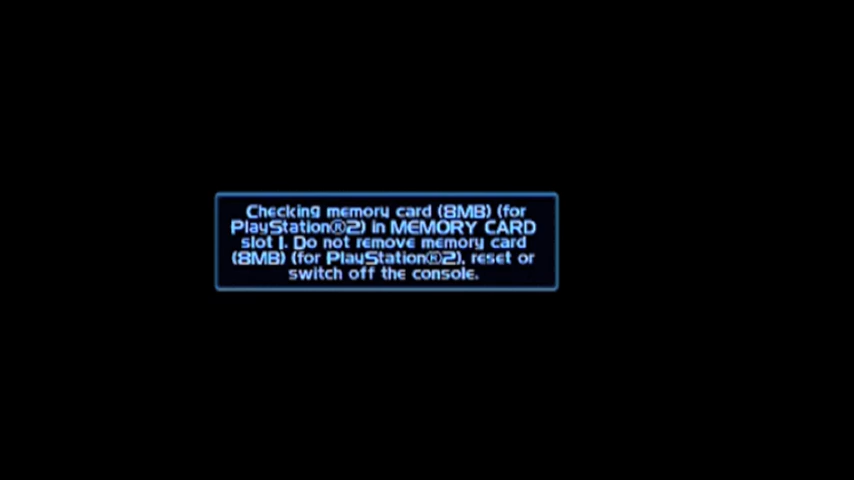 Checking memory card (8MB) (for
PlayStation®2) in MEMORY CARD
slot 1. Do not remove memory card
(8MB) (for PlayStation®2), reset or
switch off the console.